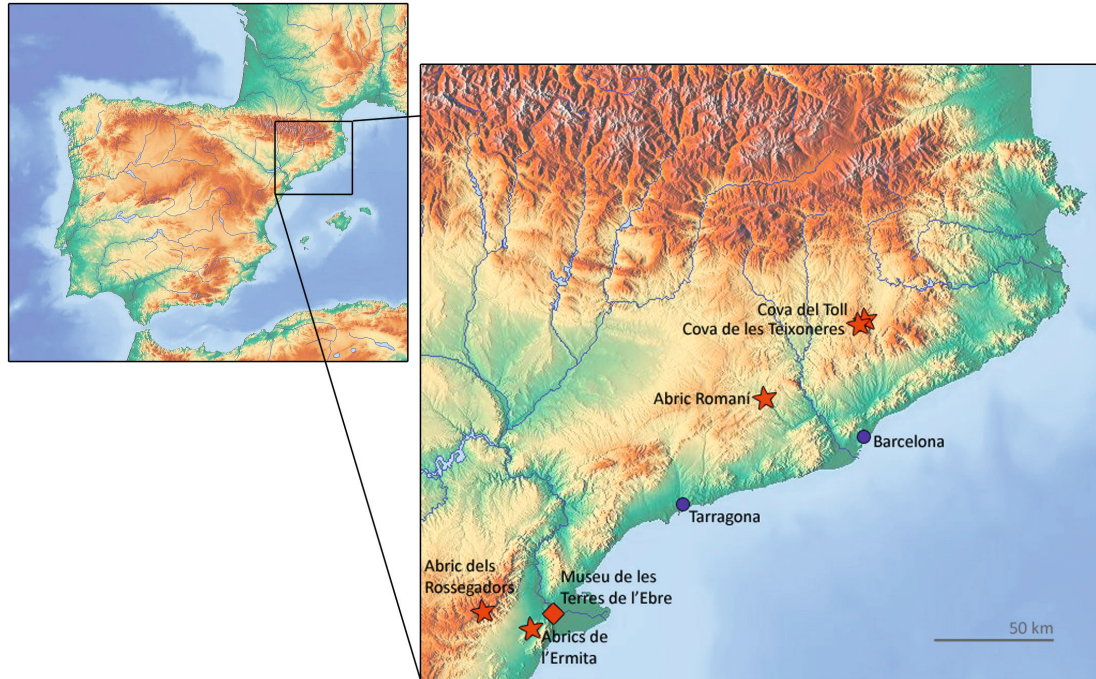 Cova del Toll
Cova de les Teixoneres
Abric Romaní
Barcelona
Tarragona
Abric dels
Rossegadors
Museu de les
Terres de l'Ebre
Abrics de
l'Ermita
50 km